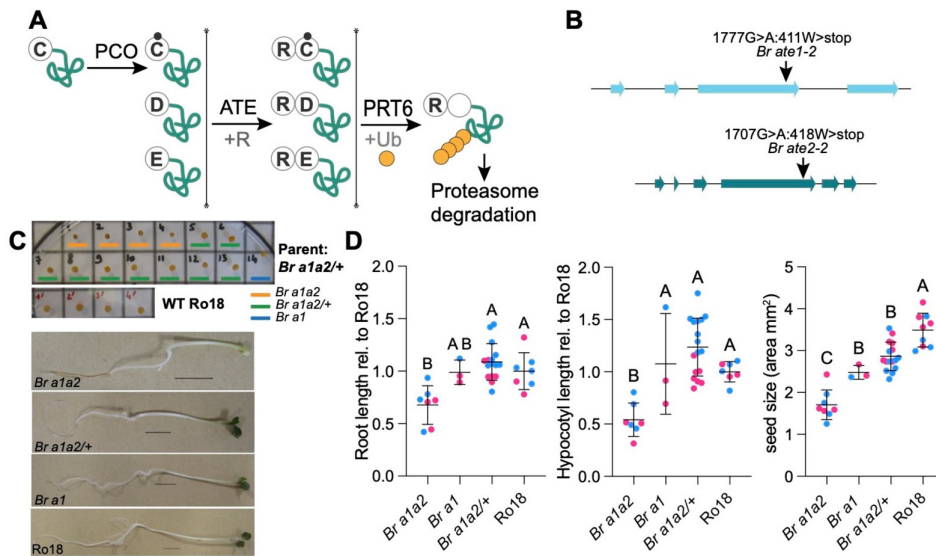 A
C
PCO
C
R C
D
ATE
R D
PRT6
R
+R
+Ub
E
R E
Proteasome
degradation
B
1777G>A:411W>stop
Br ate1-2
1707G>A:418W>stop
Br ate2-2
C
1 2 3 4 5 6
7 8 9 10 11 12 13 14
Parent:
Br a1a2/+
1' 2' 3' 4'
WT Ro18
Br a1a2
Br a1a2/+
Br a1
Br a1a2
Br a1a2/+
Br a1
Ro18
D
Root length rel. to Ro18
2.0
1.5
1.0
0.5
0.0
B
A B
A
A
Br a1a2
Br a1
Br a1a2/+
Ro18
Hypocotyl length rel. to Ro18
2.0
1.5
1.0
0.5
0.0
B
A
A
A
Br a1a2
Br a1
Br a1a2/+
Ro18
seed size (area mm²)
5
4
3
2
1
0
C
B
B
A
Br a1a2
Br a1
Br a1a2/+
Ro18